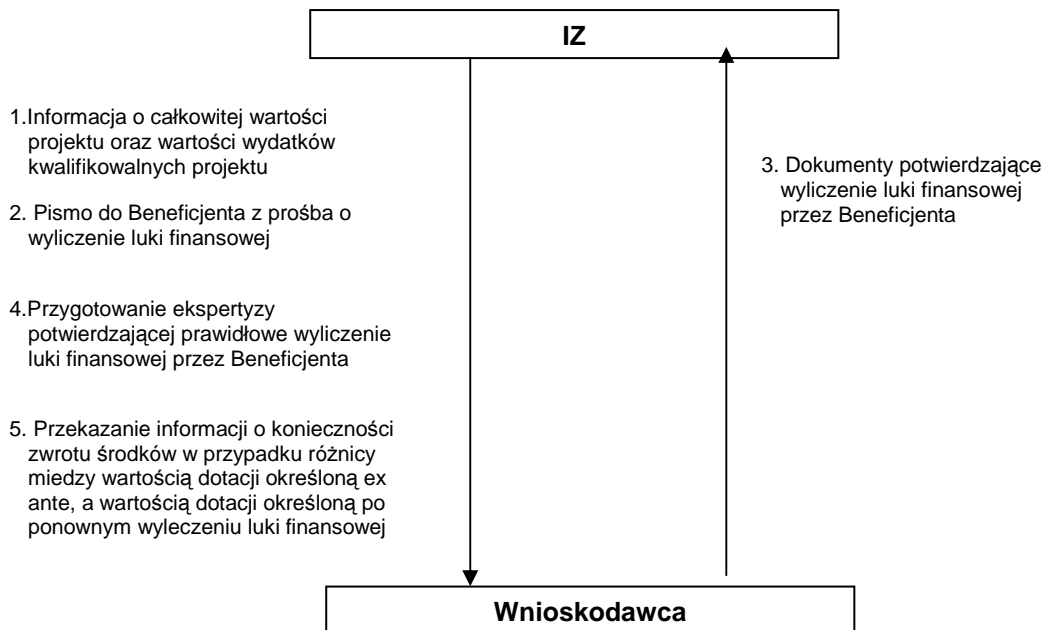 IZ
1.Informacja o całkowitej wartości
projektu oraz wartości wydatków
kwalifikowalnych projektu
2. Pismo do Beneficjenta z prośba o
wyliczenie luki finansowej
3. Dokumenty potwierdzające
wyliczenie luki finansowej
przez Beneficjenta
4.Przygotowanie ekspertyzy
potwierdzającej prawidłowe wyliczenie
luki finansowej przez Beneficjenta
5. Przekazanie informacji o konieczności
zwrotu środków w przypadku różnicy
miedzy wartością dotacji określoną ex
ante, a wartością dotacji określoną po
ponownym wyleczeniu luki finansowej
Wnioskodawca